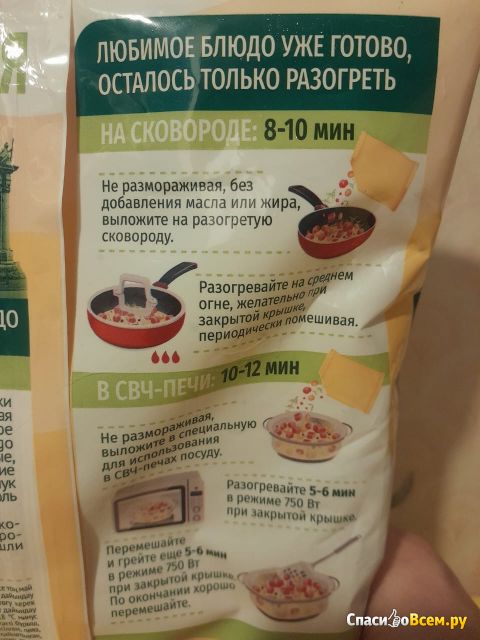 ЛЮБИМОЕ БЛЮДО УЖЕ ГОТОВО,
ОСТАЛОСЬ ТОЛЬКО РАЗОГРЕТЬ
НА СКОВОРОДЕ: 8-10 МИН
Не размораживая, без
добавления масла или жира,
выложите на разогретую
сковороду.
Разогревайте на среднем
огне, желательно при
закрытой крышке,
периодически помешивая.
В СВЧ-ПЕЧИ: 10-12 МИН
Не размораживая,
выложите в специальную
для использования
в СВЧ-печах посуду.
Разогревайте 5-6 мин
в режиме 750 Вт
при закрытой крышке.
Перемешайте
и грейте еще 5-6 мин
в режиме 750 Вт
при закрытой крышке.
По окончании хорошо
перемешайте.
СпасибоВсем.ру